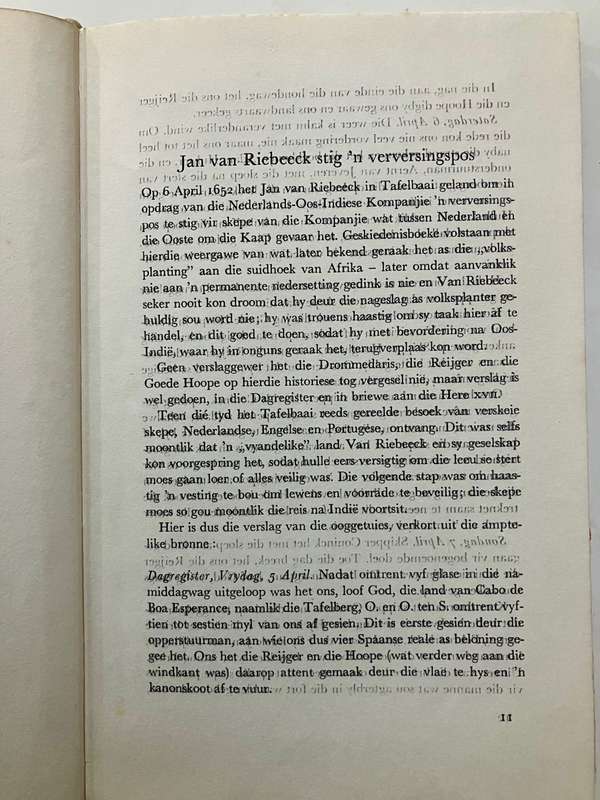 Jan van Riebeeck stig 'n verversingspos
Op 6 April 1652 het Jan van Riebeeck in Tafelbaai geland om in
opdrag van die Nederlands-Oos-Indiese Kompanjie 'n verversings-
pos te stig vir skepe van die Kompanjie wat tussen Nederland en
die Ooste om die Kaap gevaar het. Geskiedenisboeke volstaan met
hierdie weergawe van wat later bekend geraak het as die „volks-
planting” aan die suidhoek van Afrika – later omdat aanvanklik
nie aan 'n permanente nedersetting gedink is nie en Van Riebeeck
seker nooit kon droom dat hy deur die nageslag as volksplanter ge-
huldig sou word nie; hy was trouens haastig om sy taak hier af te
handel, en dit goed te doen, sodat hy met bevordering na Oos-
Indië, waar hy in onguns geraak het, terugverplaas kon word.
Geen verslaggewer het die Drommedaris, die Reijger en die
Goede Hoope op hierdie historiese tog vergesel nie, maar verslag is
wel gedoen, in die Dagregister en in briewe aan die Here xvii.
Teen dié tyd het Tafelbaai reeds gereelde besoek van verskeie
skepe, Nederlandse, Engelse en Portugese, ontvang. Dit was selfs
moontlik dat 'n „vyandelike” land Van Riebeeck en sy geselskap
kon voorgespring het, sodat hulle eers versigtig om die leeu se stert
moes gaan loer of alles veilig was. Die volgende stap was om haas-
tig 'n vesting te bou om lewens en voorrade te beveilig; die skepe
moes so gou moontlik die reis na Indië voortsit.
Hier is dus die verslag van die ooggetuies, verkort uit die ampte-
like bronne:
Dagregister, Vrydag, 5 April. Nadat omtrent vyf glase in die na-
middagwag uitgeloop was het ons, loof God, die land van Cabo de
Boa Esperance, naamlik die Tafelberg, O. en O. ten S. omtrent vyf-
tien tot sestien myl van ons af gesien. Dit is eerste gesien deur die
opperstuurman, aan wie ons dus vier Spaanse reale as beloning ge-
gee het. Ons het die Reijger en die Hoope (wat verder weg aan die
windkant was) daarop attent gemaak deur die vlae te hys en 'n
kanonskoot af te vuur.
11